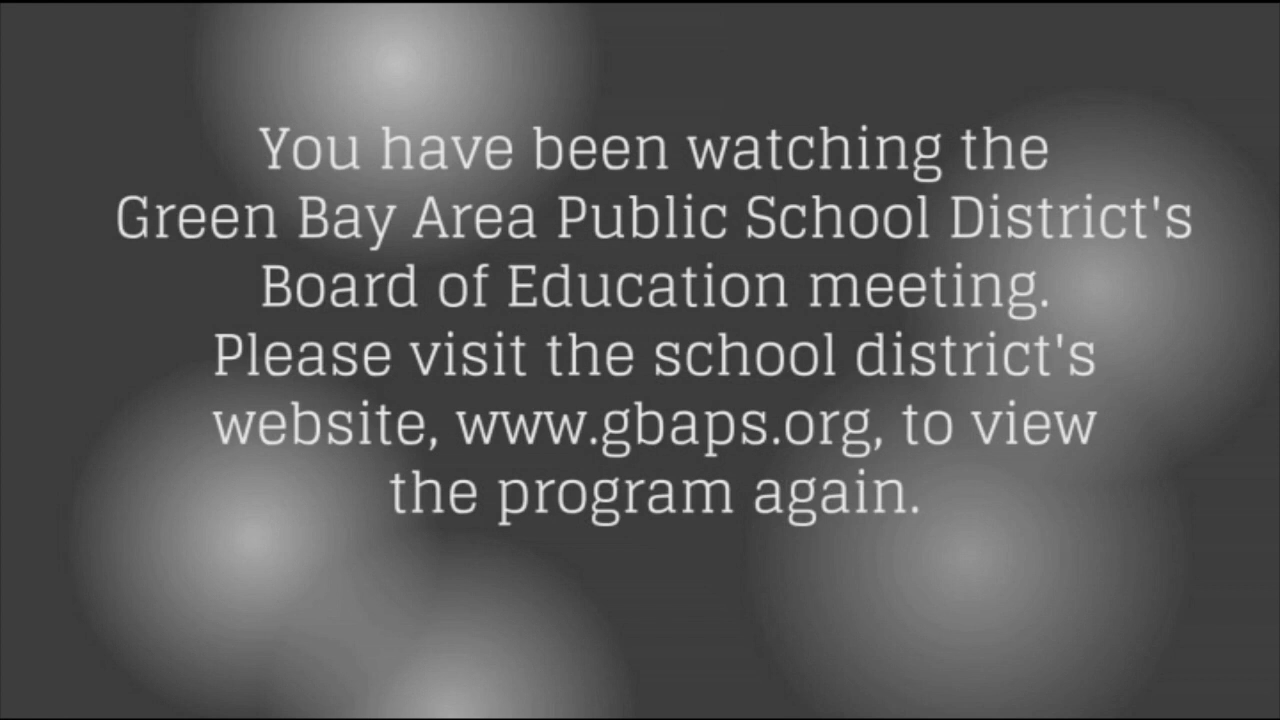 You have been watching the
Green Bay Area Public School District's
Board of Education meeting.
Please visit the school district's
website, www.gbaps.org, to view
the program again.